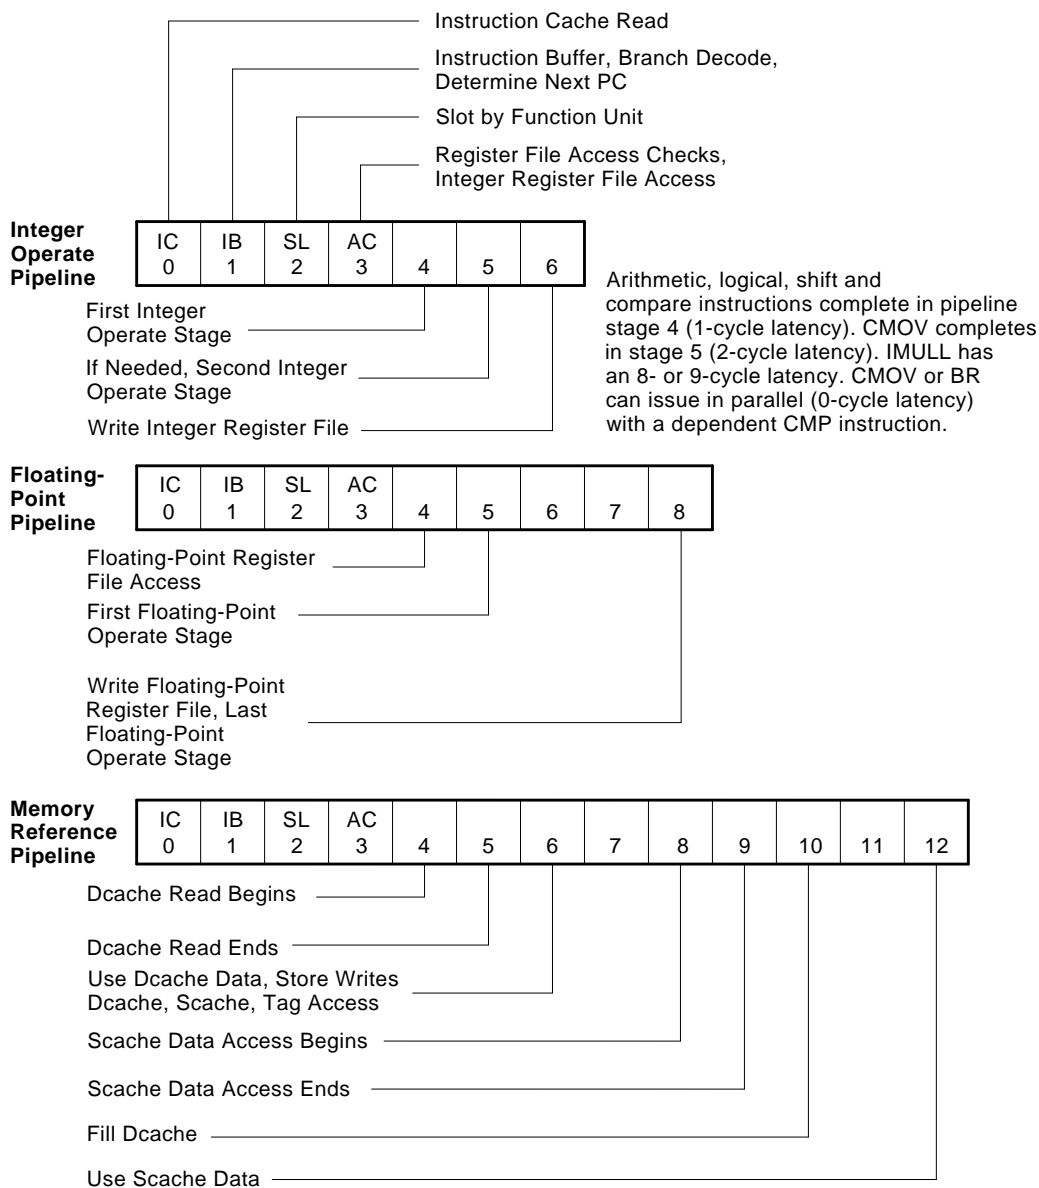 Instruction Cache Read
Instruction Buffer, Branch Decode,
Determine Next PC
Slot by Function Unit
Register File Access Checks,
Integer Register File Access
Integer
Operate
Pipeline
IC IB SL AC
0 1 2 3 4 5 6
First Integer
Operate Stage
If Needed, Second Integer
Operate Stage
Write Integer Register File
Arithmetic, logical, shift and
compare instructions complete in pipeline
stage 4 (1-cycle latency). CMOV completes
in stage 5 (2-cycle latency). IMULL has
an 8- or 9-cycle latency. CMOV or BR
can issue in parallel (0-cycle latency)
with a dependent CMP instruction.
Floating-
Point
Pipeline
IC IB SL AC
0 1 2 3 4 5 6 7 8
Floating-Point Register
File Access
First Floating-Point
Operate Stage
Write Floating-Point
Register File, Last
Floating-Point
Operate Stage
Memory
Reference
Pipeline
IC IB SL AC
0 1 2 3 4 5 6 7 8 9 10 11 12
Dcache Read Begins
Dcache Read Ends
Use Dcache Data, Store Writes
Dcache, Scache, Tag Access
Scache Data Access Begins
Scache Data Access Ends
Fill Dcache
Use Scache Data